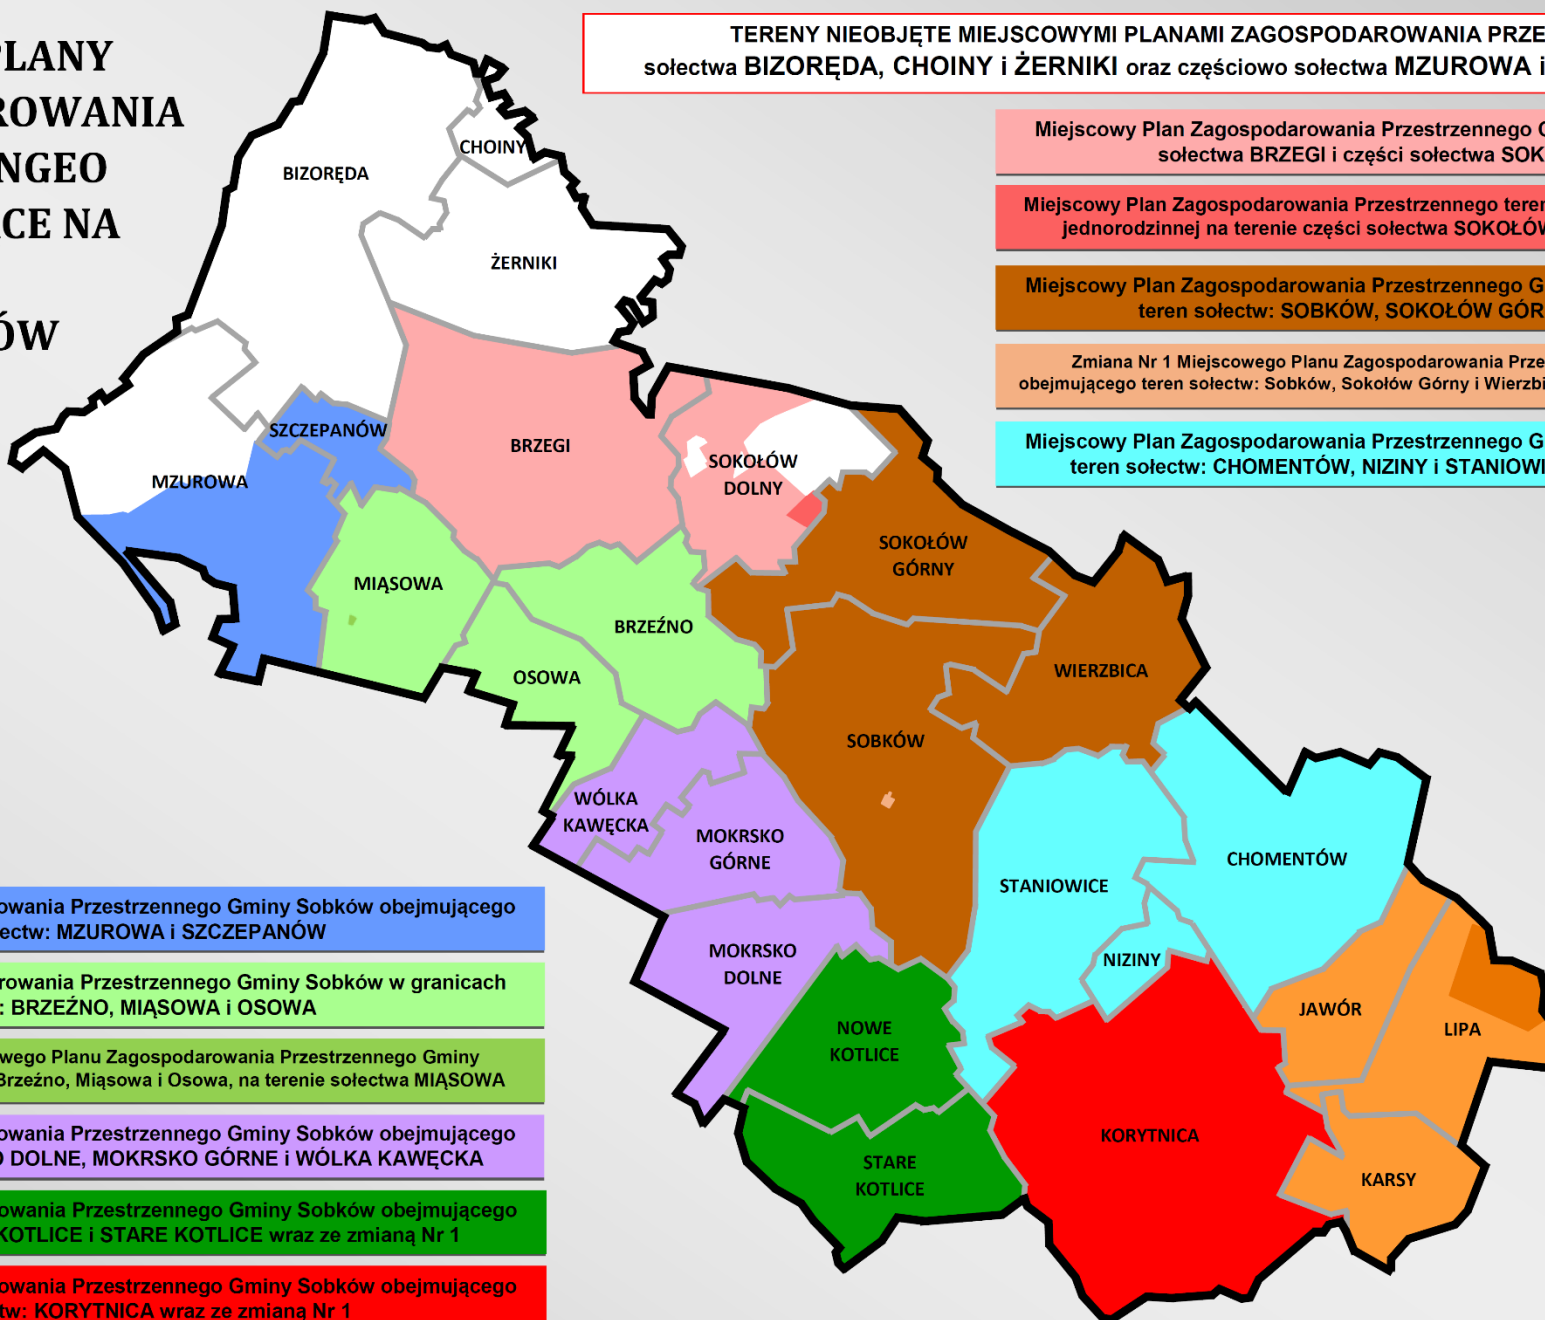 PLANY
ROWANIA
NGEO
CE NA
ÓW
TERENY NIEOBJĘTE MIEJSCOWYMI PLANAMI ZAGOSPODAROWANIA PRZE
sołectwa BIZORĘDA, CHOINY i ŻERNIKI oraz częściowo sołectwa MZUROWA i
Miejscowy Plan Zagospodarowania Przestrzennego G
sołectwa BRZEGI i części sołectwa SOK
Miejscowy Plan Zagospodarowania Przestrzennego teren
jednorodzinnej na terenie części sołectwa SOKOŁÓW
Miejscowy Plan Zagospodarowania Przestrzennego G
teren sołectw: SOBKÓW, SOKOŁÓW GÓR
Zmiana Nr 1 Miejscowego Planu Zagospodarowania Prze
obejmującego teren sołectw: Sobków, Sokołów Górny i Wierzbi
Miejscowy Plan Zagospodarowania Przestrzennego G
teren sołectw: CHOMENTÓW, NIZINY i STANIOWI
CHOINY
BIZORĘDA
ŻERNIKI
SZCZEPANÓW
BRZEGI
SOKOŁÓW
DOLNY
MZUROWA
SOKOŁÓW
GÓRNY
MIĄSOWA
BRZEŹNO
OSOWA
WIERZBICA
SOBKÓW
WÓLKA
KAWĘCKA
MOKRSKO
GÓRNE
CHOMENTÓW
STANIOWICE
MOKRSKO
DOLNE
NIZINY
JAWÓR
LIPA
NOWE
KOTLICE
KORYTNICA
STARE
KOTLICE
KARSY
owania Przestrzennego Gminy Sobków obejmującego
ectw: MZUROWA i SZCZEPANÓW
rowania Przestrzennego Gminy Sobków w granicach
: BRZEŹNO, MIĄSOWA i OSOWA
wego Planu Zagospodarowania Przestrzennego Gminy
Brzeźno, Miąsowa i Osowa, na terenie sołectwa MIĄSOWA
owania Przestrzennego Gminy Sobków obejmującego
O DOLNE, MOKRSKO GÓRNE i WÓLKA KAWĘCKA
owania Przestrzennego Gminy Sobków obejmującego
KOTLICE i STARE KOTLICE wraz ze zmianą Nr 1
owania Przestrzennego Gminy Sobków obejmującego
tw: KORYTNICA wraz ze zmianą Nr 1